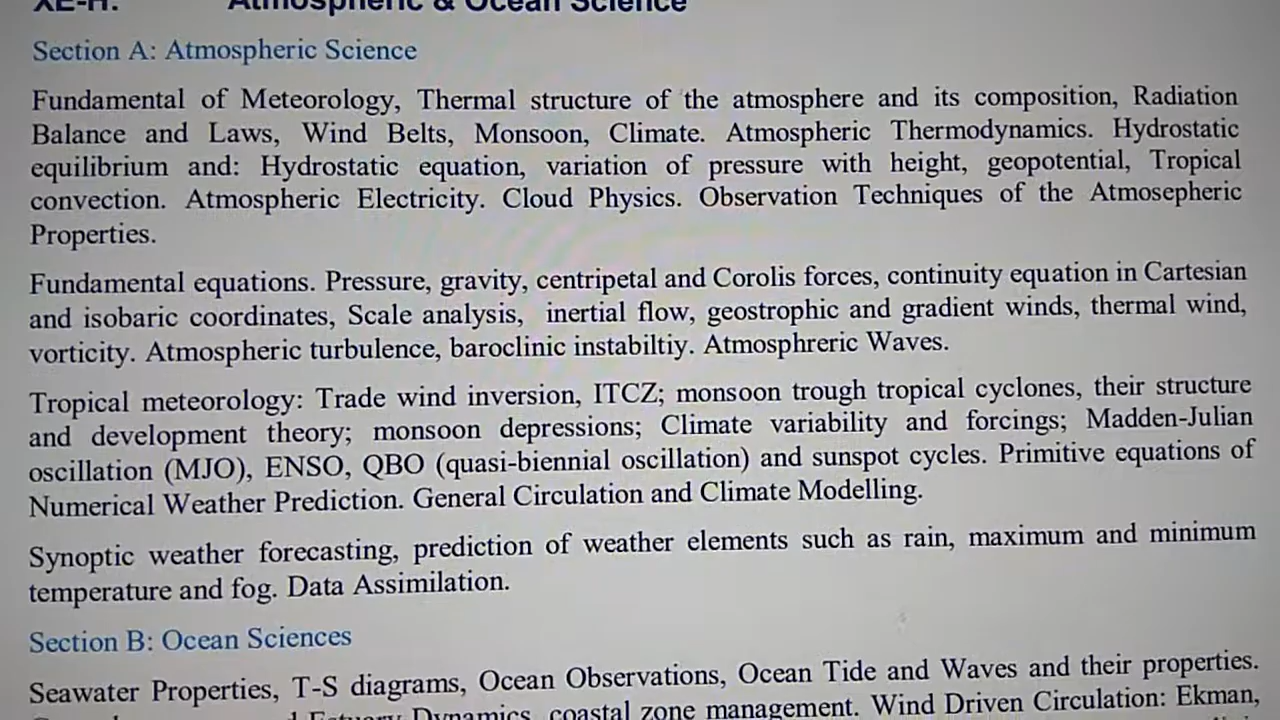 XE-H: Atmospheric & Ocean Science
Section A: Atmospheric Science
Fundamental of Meteorology, Thermal structure of the atmosphere and its composition, Radiation
Balance and Laws, Wind Belts, Monsoon, Climate. Atmospheric Thermodynamics. Hydrostatic
equilibrium and: Hydrostatic equation, variation of pressure with height, geopotential, Tropical
convection. Atmospheric Electricity. Cloud Physics. Observation Techniques of the Atmosepheric
Properties.
Fundamental equations. Pressure, gravity, centripetal and Corolis forces, continuity equation in Cartesian
and isobaric coordinates, Scale analysis, inertial flow, geostrophic and gradient winds, thermal wind,
vorticity. Atmospheric turbulence, baroclinic instabiltiy. Atmosphreric Waves.
Tropical meteorology: Trade wind inversion, ITCZ; monsoon trough tropical cyclones, their structure
and development theory; monsoon depressions; Climate variability and forcings; Madden-Julian
oscillation (MJO), ENSO, QBO (quasi-biennial oscillation) and sunspot cycles. Primitive equations of
Numerical Weather Prediction. General Circulation and Climate Modelling.
Synoptic weather forecasting, prediction of weather elements such as rain, maximum and minimum
temperature and fog. Data Assimilation.
Section B: Ocean Sciences
Seawater Properties, T-S diagrams, Ocean Observations, Ocean Tide and Waves and their properties.
Estuary Dynamics, coastal zone management. Wind Driven Circulation: Ekman,